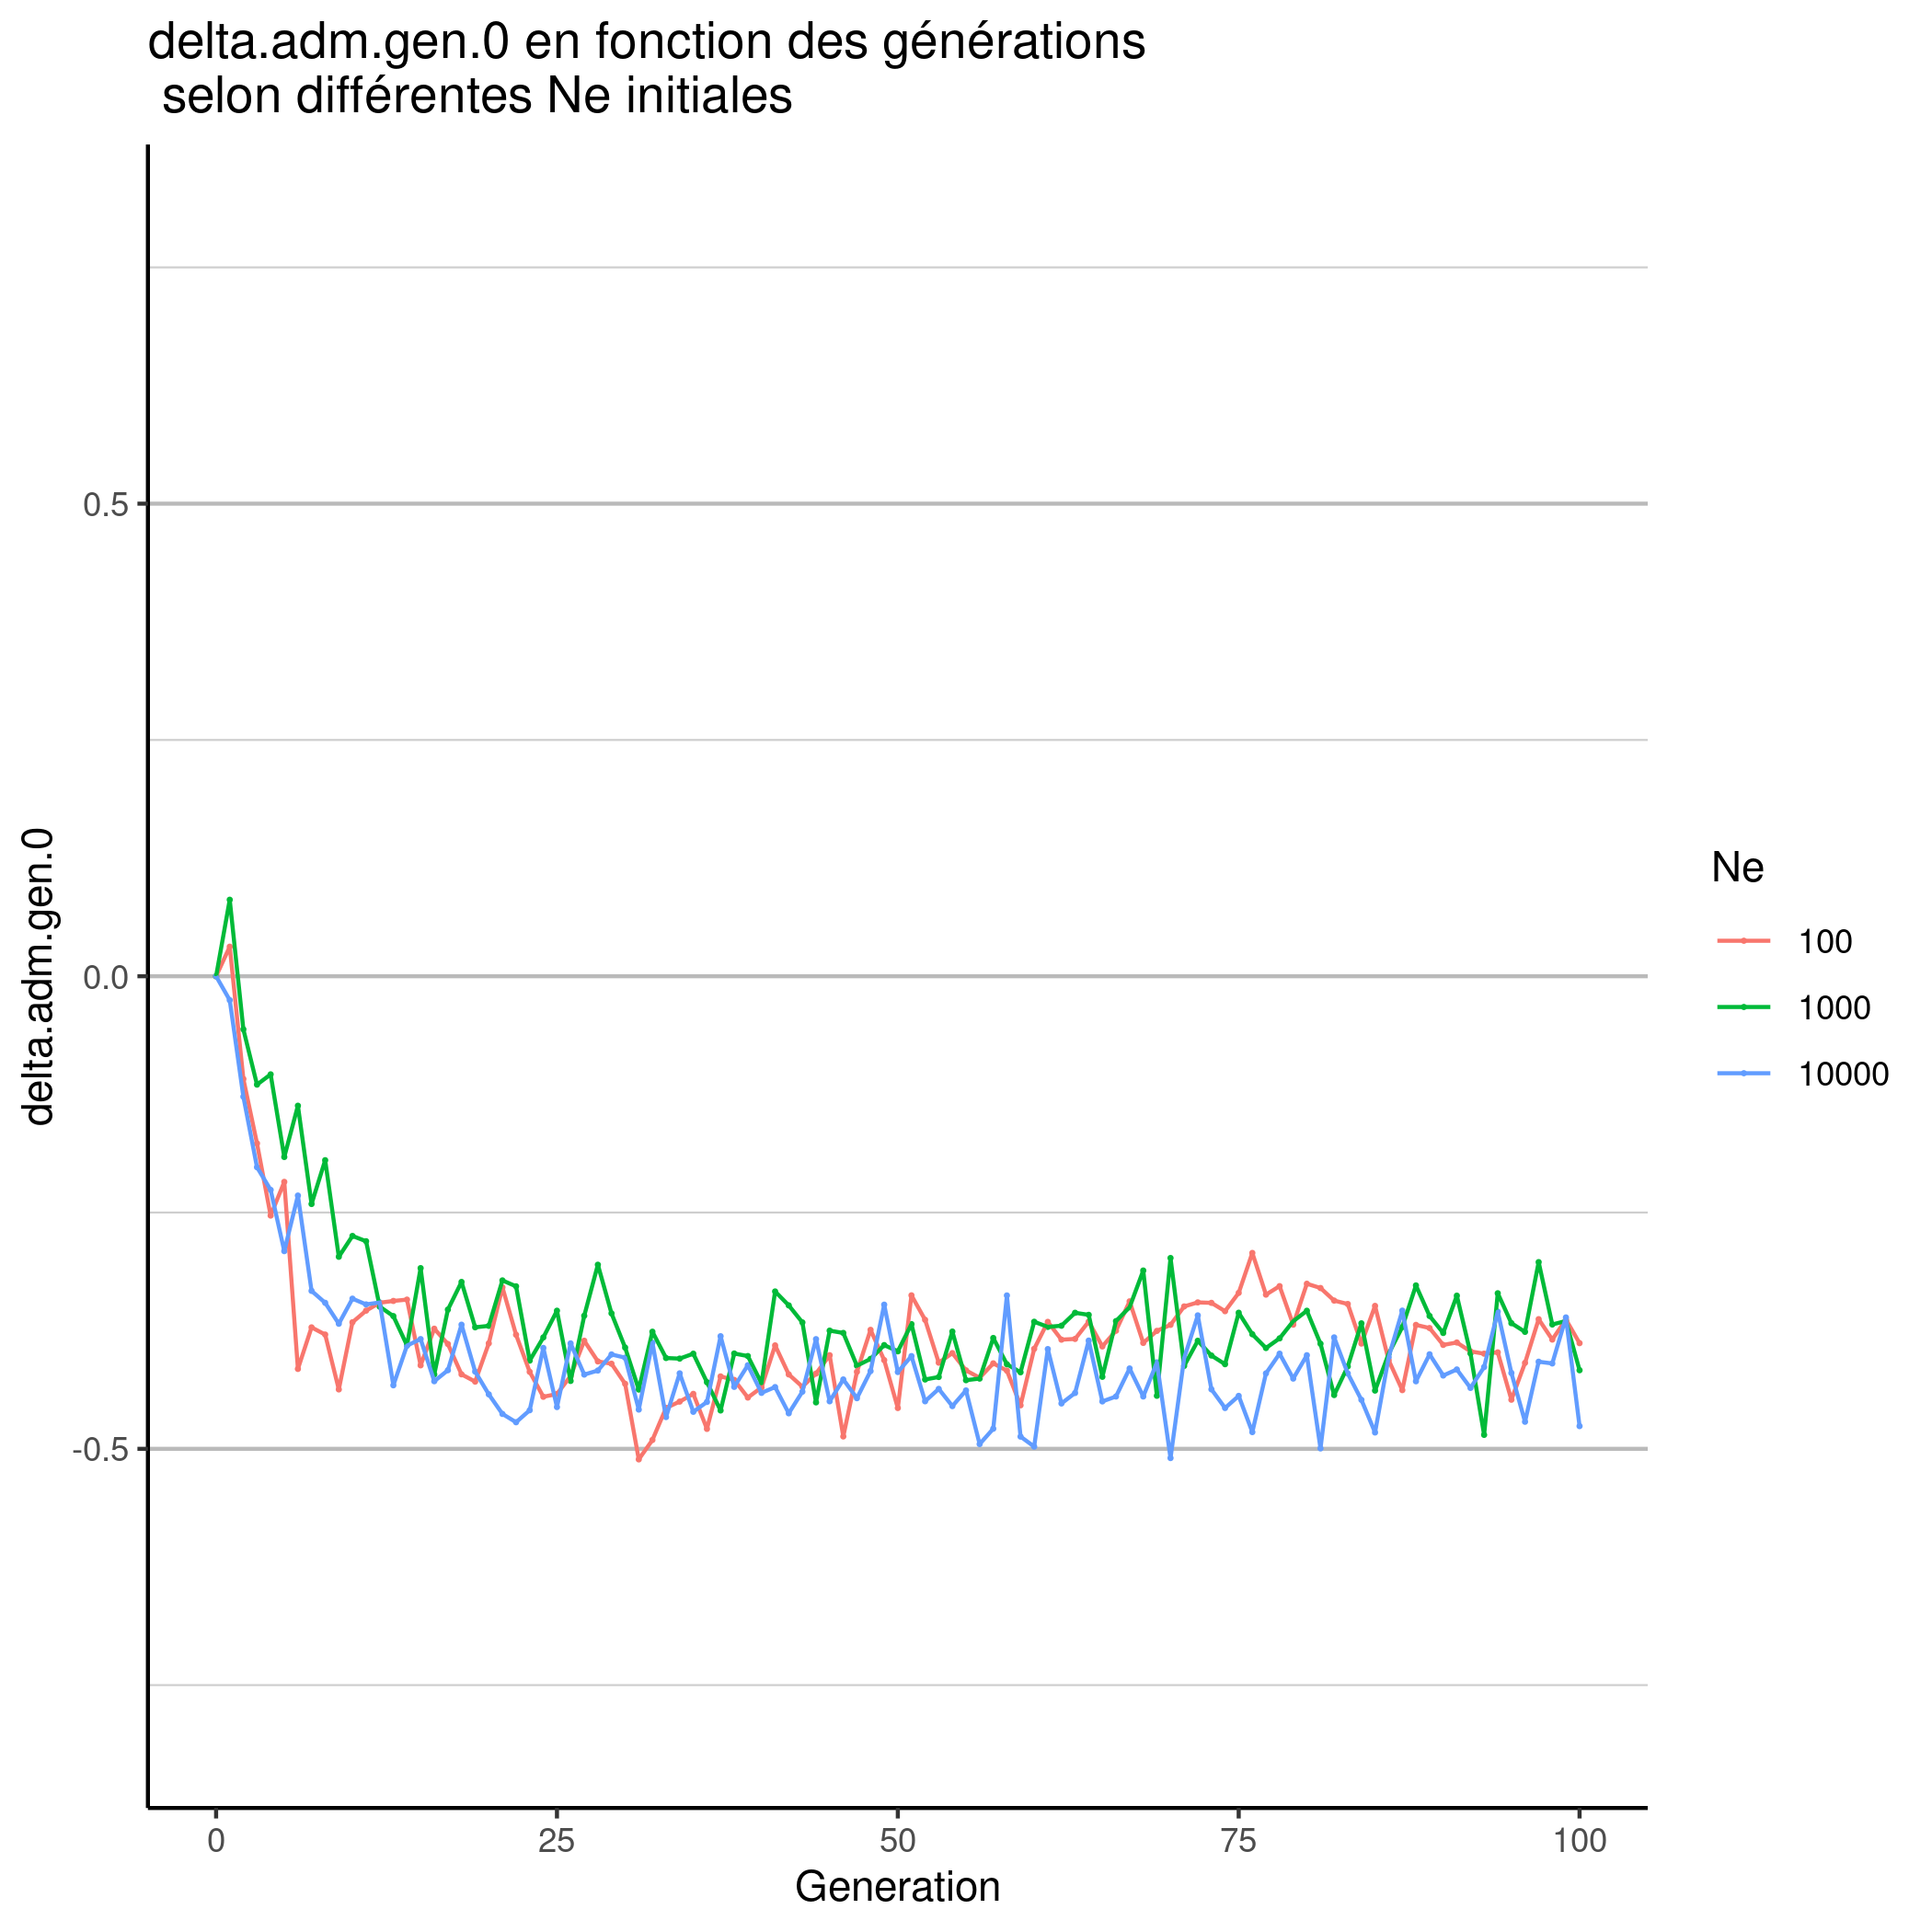 delta.adm.gen.0 en fonction des générations
selon différentes Ne initiales
0.5
0.0
-0.5
delta.adm.gen.0
0 25 50 75 100
Generation
Ne
100
1000
10000